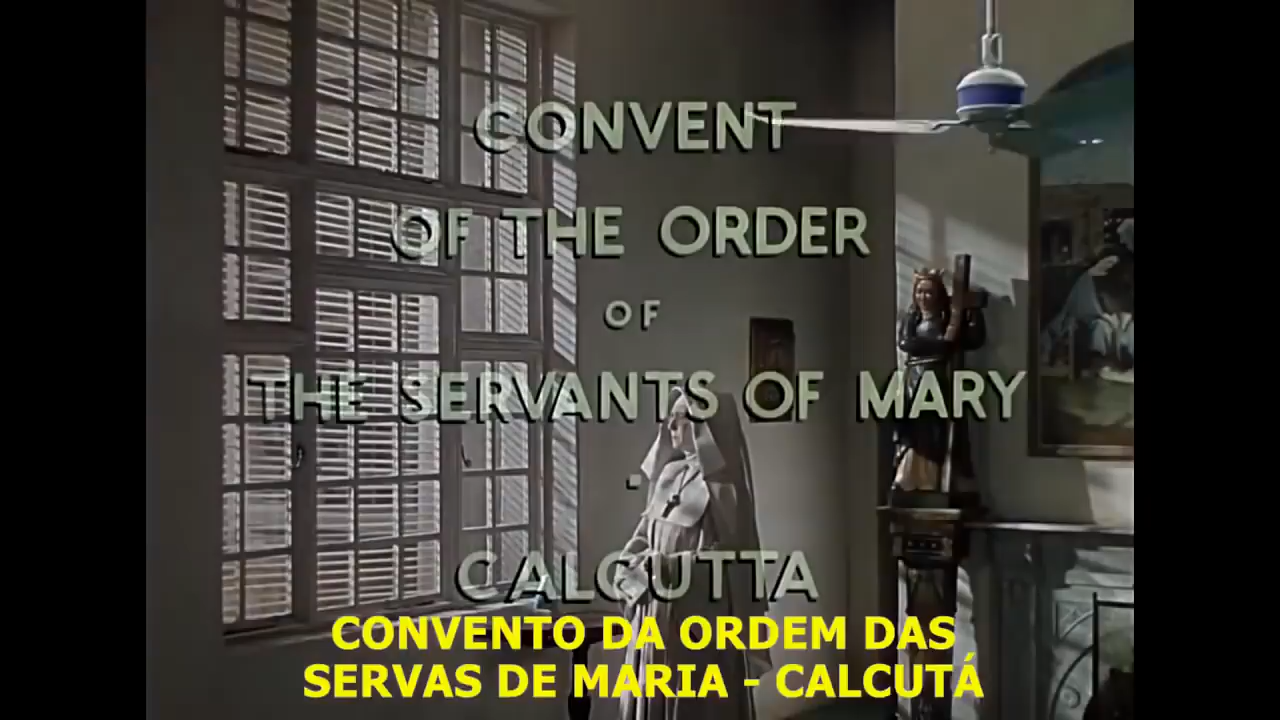 CONVENT
OF THE ORDER
OF
THE SERVANTS OF MARY
-
CALCUTTA
CONVENTO DA ORDEM DAS
SERVAS DE MARIA - CALCUTÁ